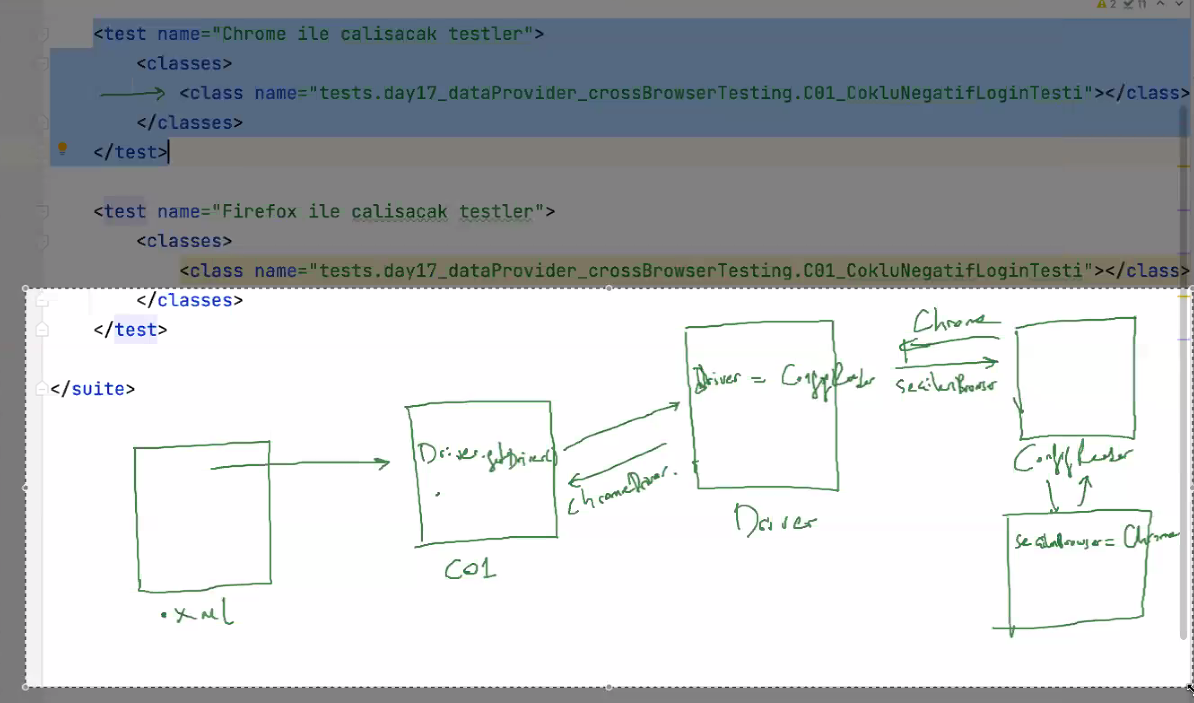 2 11
<test name="Chrome ile calisacak testler">
<classes>
<class name="tests.day17_dataProvider_crossBrowserTesting.C01_CokluNegatifLoginTesti"></class>
</classes>
</test>
<test name="Firefox ile calisacak testler">
<classes>
<class name="tests.day17_dataProvider_crossBrowserTesting.C01_CokluNegatifLoginTesti"></class>
</classes>
</test>
</suite>
.xml
Driver.getDriver()
C01
ChromeDriver.
Driver = ConfigReader
Driver
Chrome
secilenBrowser
ConfigReader
secilenBrowser = Chrome